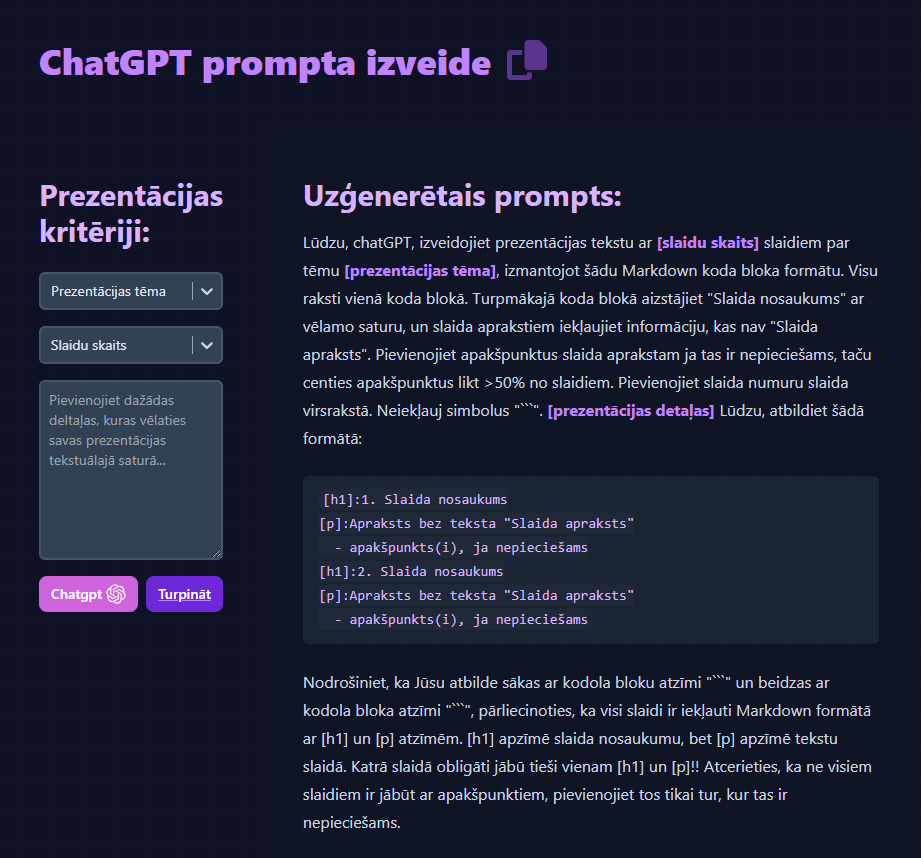 ChatGPT prompta izveide
Prezentācijas
kritēriji:
Prezentācijas tēma
Slaidu skaits
Pievienojiet dažādas
deltaļas, kuras vēlaties
savas prezentācijas
tekstuālajā saturā...
Chatgpt
Turpināt
Uzģenerētais prompts:
Lūdzu, chatGPT, izveidojiet prezentācijas tekstu ar [slaidu skaits] slaidiem par
tēmu [prezentācijas tēma], izmantojot šādu Markdown koda bloka formātu. Visu
raksti vienā koda blokā. Turpmākajā koda blokā aizstājiet "Slaida nosaukums" ar
vēlamo saturu, un slaida aprakstiem iekļaujiet informāciju, kas nav "Slaida
apraksts". Pievienojiet apakšpunktus slaida aprakstam ja tas ir nepieciešams, taču
centies apakšpunktus likt >50% no slaidiem. Pievienojiet slaida numuru slaida
virsrakstā. Neiekļauj simbolus "```". [prezentācijas detaļas] Lūdzu, atbildiet šādā
formātā:
[h1]:1. Slaida nosaukums
[p]:Apraksts bez teksta "Slaida apraksts"
- apakšpunkts(i), ja nepieciešams
[h1]:2. Slaida nosaukums
[p]:Apraksts bez teksta "Slaida apraksts"
- apakšpunkts(i), ja nepieciešams
Nodrošiniet, ka Jūsu atbilde sākas ar kodola bloku atzīmi "```" un beidzas ar
kodola bloka atzīmi "```", pārliecinoties, ka visi slaidi ir iekļauti Markdown formātā
ar [h1] un [p] atzīmēm. [h1] apzīmē slaida nosaukumu, bet [p] apzīmē tekstu
slaidā. Katrā slaidā obligāti jābū tieši vienam [h1] un [p]!! Atcerieties, ka ne visiem
slaidiem ir jābūt ar apakšpunktiem, pievienojiet tos tikai tur, kur tas ir
nepieciešams.